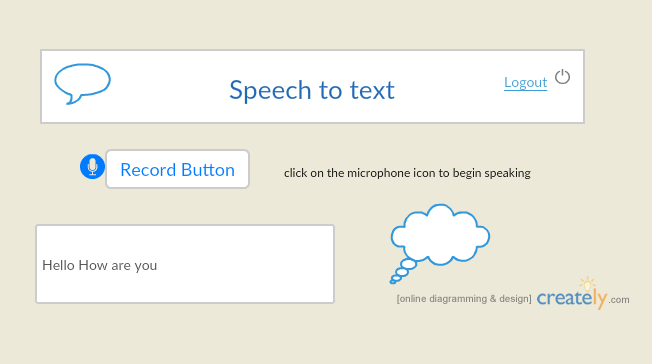 Speech to text
Logout
Record Button
click on the microphone icon to begin speaking
Hello How are you
[online diagramming & design] creately.com